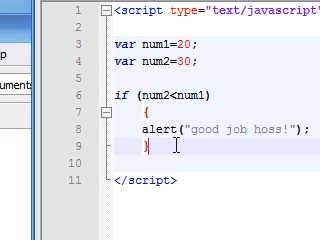 1 <script type="text/javascript"
2
3 var num1=20;
4 var num2=30;
5
6 if (num2<num1)
7 {
8 alert("good job hoss!");
9 }
10
11 </script>